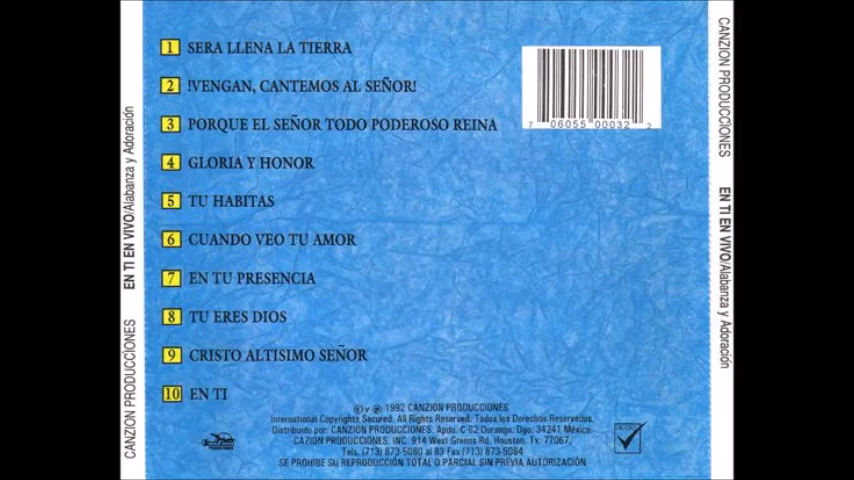 CANZION PRODUCCIONES EN TI EN VIVO/Alabanza y Adoración
1 SERA LLENA LA TIERRA
2 !VENGAN, CANTEMOS AL SEÑOR!
3 PORQUE EL SEÑOR TODO PODEROSO REINA
4 GLORIA Y HONOR
5 TU HABITAS
6 CUANDO VEO TU AMOR
7 EN TU PRESENCIA
8 TU ERES DIOS
9 CRISTO ALTISIMO SEÑOR
10 EN TI
7 06055 00032 2
© y ℗ 1992 CANZION PRODUCCIONES
International Copyrights Secured. All Rights Reserved. Todos los Derechos Reservados.
Distribuido por: CANZION PRODUCCIONES, Apdo. C 62 Durango, Dgo. 34241 México
CAZION PRODUCCIONES, INC. 914 West Greens Rd. Houston, Tx. 77067,
Tels. (713) 873-5080 al 83 Fax (713) 873-5084
SE PROHIBE SU REPRODUCCIÓN TOTAL O PARCIAL SIN PREVIA AUTORIZACIÓN
CanZion
CANZION PRODUCCIONES EN TI EN VIVO/Alabanza y Adoración